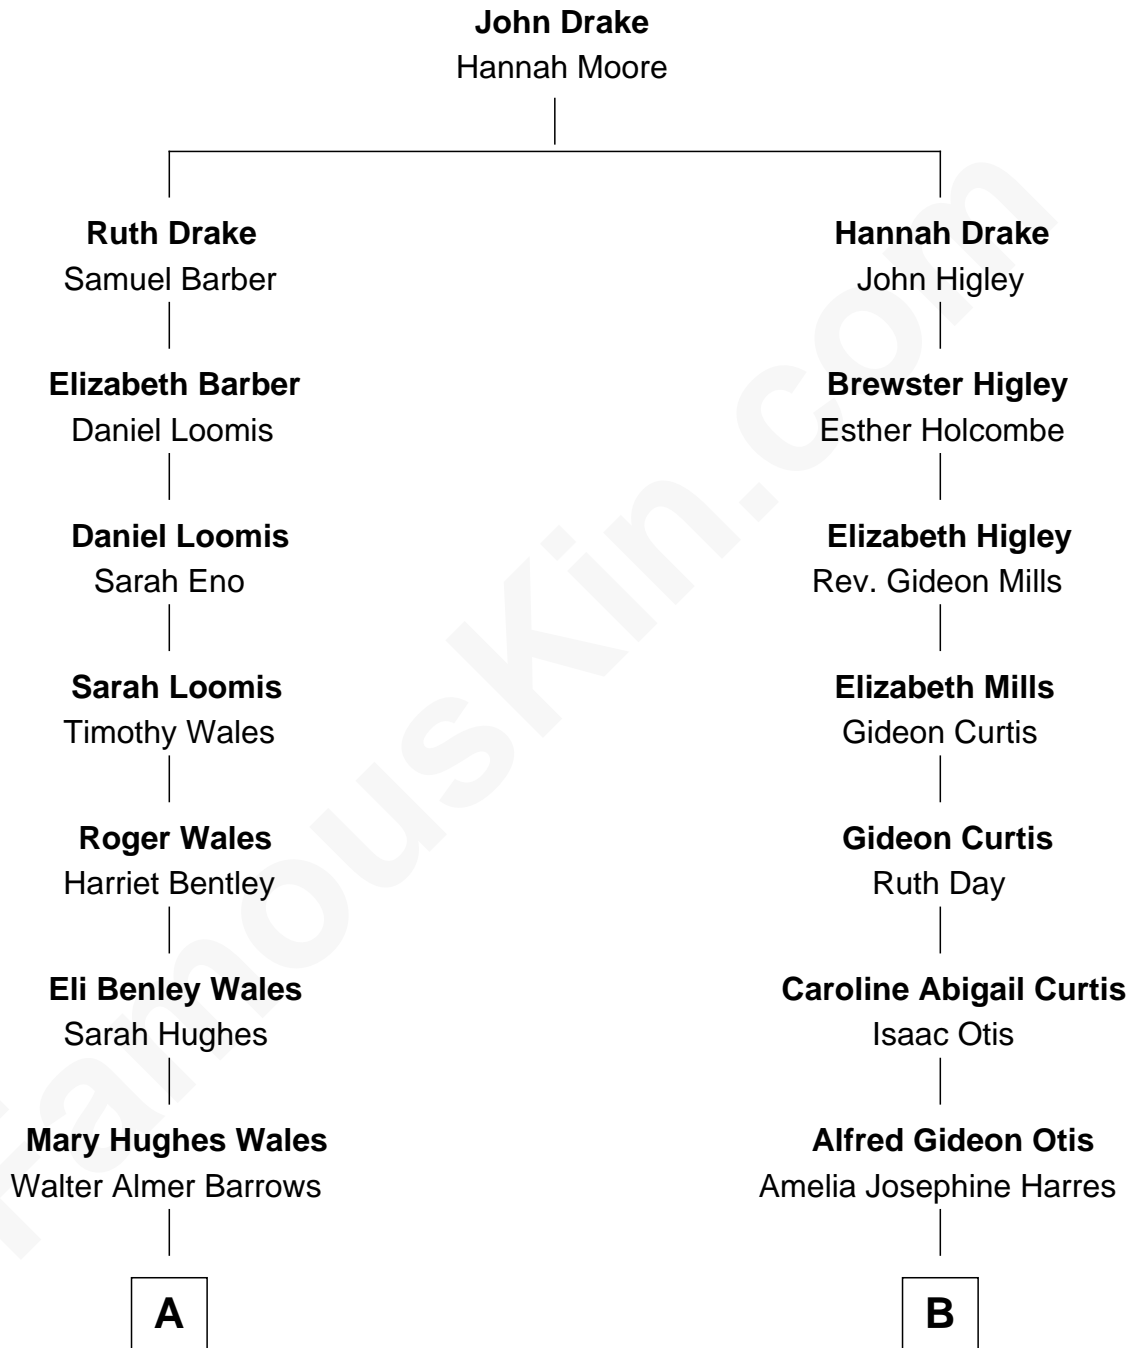 John Drake
Hannah Moore
Ruth Drake
Samuel Barber
Hannah Drake
John Higley
Elizabeth Barber
Daniel Loomis
Brewster Higley
Esther Holcombe
Daniel Loomis
Sarah Eno
Elizabeth Higley
Rev. Gideon Mills
Sarah Loomis
Timothy Wales
Elizabeth Mills
Gideon Curtis
Roger Wales
Harriet Bentley
Gideon Curtis
Ruth Day
Eli Benley Wales
Sarah Hughes
Caroline Abigail Curtis
Isaac Otis
Mary Hughes Wales
Walter Almer Barrows
Alfred Gideon Otis
Amelia Josephine Harres
A
B
FamousKin.com